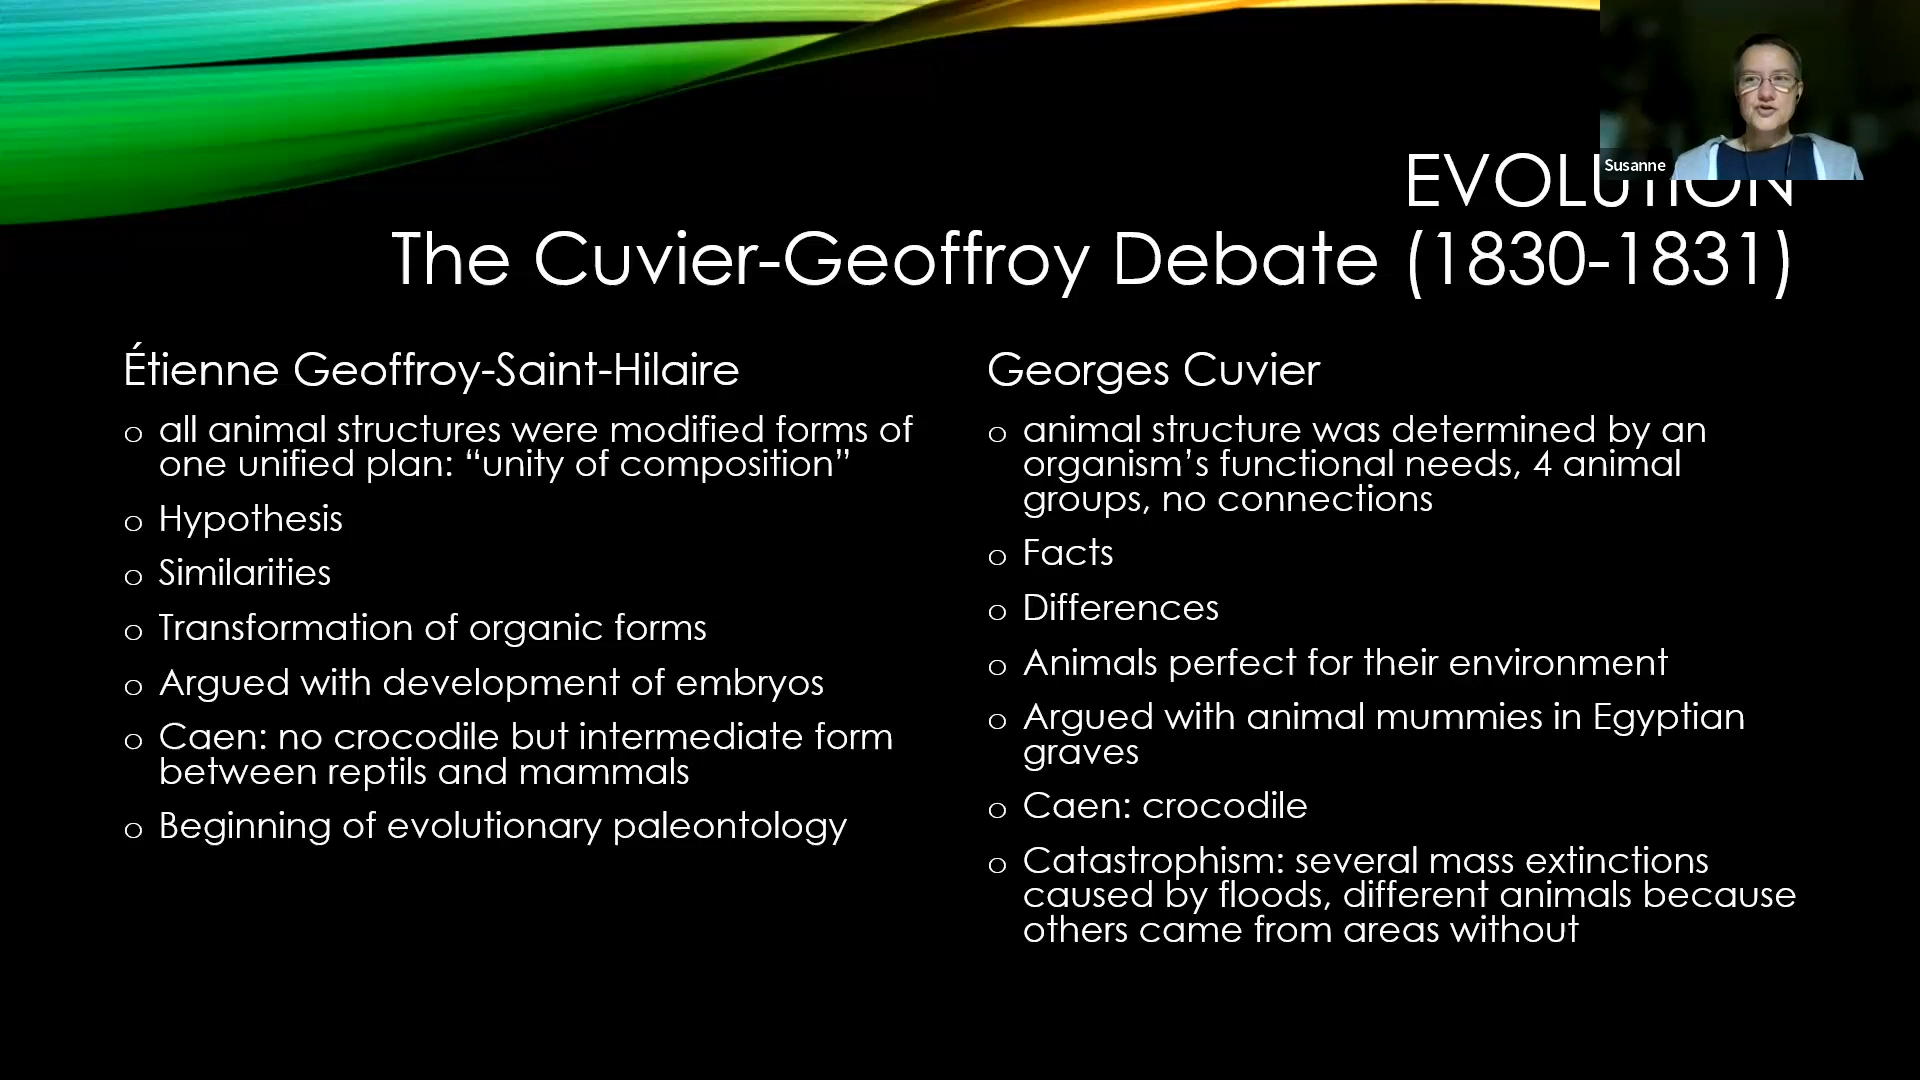 Susanne
EVOLUTION
The Cuvier-Geoffroy Debate (1830-1831)
Étienne Geoffroy-Saint-Hilaire
o all animal structures were modified forms of
one unified plan: “unity of composition”
o Hypothesis
o Similarities
o Transformation of organic forms
o Argued with development of embryos
o Caen: no crocodile but intermediate form
between reptils and mammals
o Beginning of evolutionary paleontology
Georges Cuvier
o animal structure was determined by an
organism’s functional needs, 4 animal
groups, no connections
o Facts
o Differences
o Animals perfect for their environment
o Argued with animal mummies in Egyptian
graves
o Caen: crocodile
o Catastrophism: several mass extinctions
caused by floods, different animals because
others came from areas without